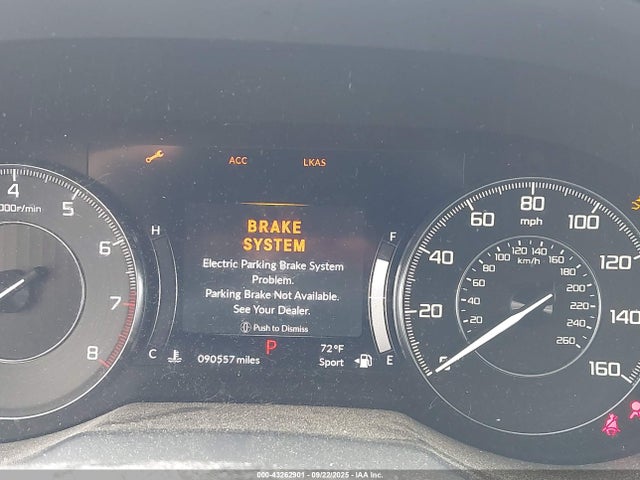 ACC
LKAS
4
000r/min
5
6
7
8
H
C
BRAKE
SYSTEM
Electric Parking Brake System
Problem.
Parking Brake Not Available.
See Your Dealer.
Push to Dismiss
090557 miles
P
72°F
Sport
F
E
0
20
40
60
80
100
120
140
160
mph
20
40
60
80
100
120
140
160
180
200
220
240
260
km/h
000-43262901 - 09/22/2025 - IAA Inc.